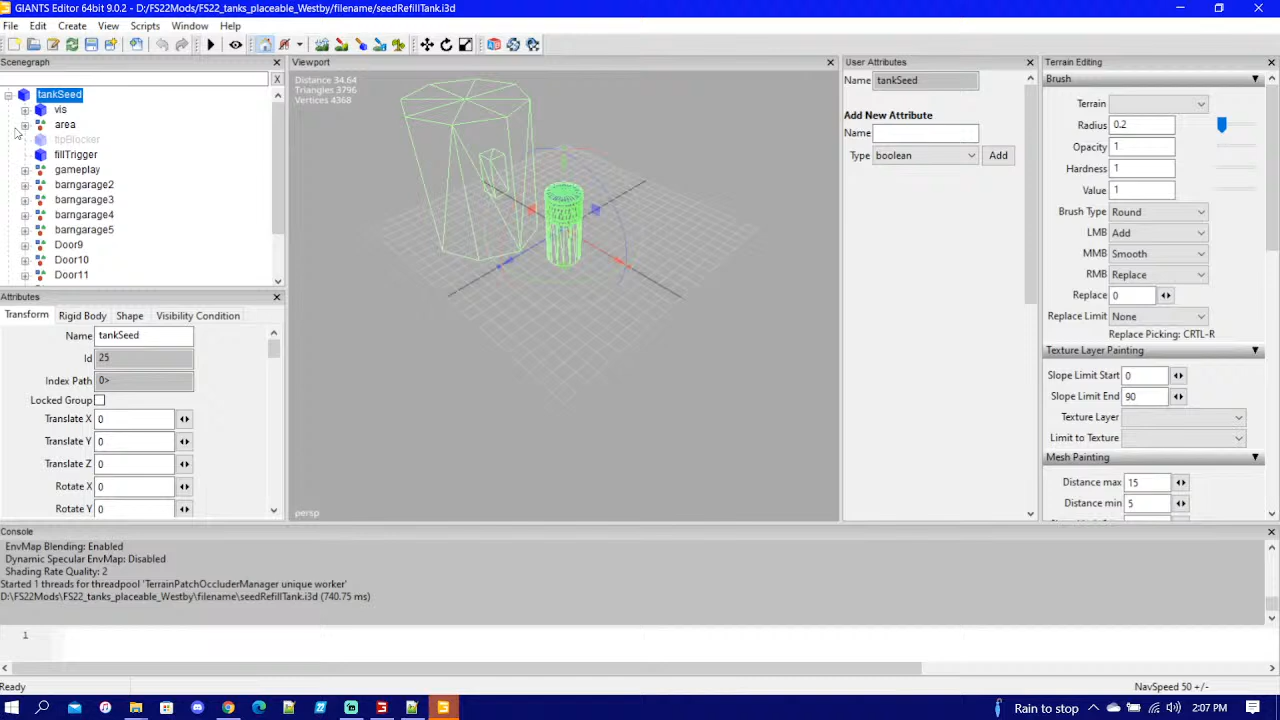 GIANTS Editor 64bit 9.0.2 - D:/FS22Mods/FS22_tanks_placeable_Westby/filename/seedRefillTank.i3d
File Edit Create View Scripts Window Help
Scenegraph
X
tankSeed
vis
area
tipBlocker
fillTrigger
gameplay
barngarage2
barngarage3
barngarage4
barngarage5
Door9
Door10
Door11
Attributes
Transform Rigid Body Shape Visibility Condition
Name tankSeed
Id 25
Index Path 0>
Locked Group
Translate X 0
Translate Y 0
Translate Z 0
Rotate X 0
Rotate Y 0
Viewport
Distance 34.64
Triangles 3796
Vertices 4368
persp
User Attributes
Name tankSeed
Add New Attribute
Name
Type boolean Add
Terrain Editing
Brush
Terrain
Radius 0.2
Opacity 1
Hardness 1
Value 1
Brush Type Round
LMB Add
MMB Smooth
RMB Replace
Replace 0
Replace Limit None
Replace Picking: CRTL-R
Texture Layer Painting
Slope Limit Start 0
Slope Limit End 90
Texture Layer
Limit to Texture
Mesh Painting
Distance max 15
Distance min 5
Console
EnvMap Blending: Enabled
Dynamic Specular EnvMap: Disabled
Shading Rate Quality: 2
Started 1 threads for threadpool 'TerrainPatchOccluderManager unique worker'
D:\FS22Mods\FS22_tanks_placeable_Westby\filename\seedRefillTank.i3d (740.75 ms)
1
Ready
NavSpeed 50 +/-
Rain to stop
2:07 PM